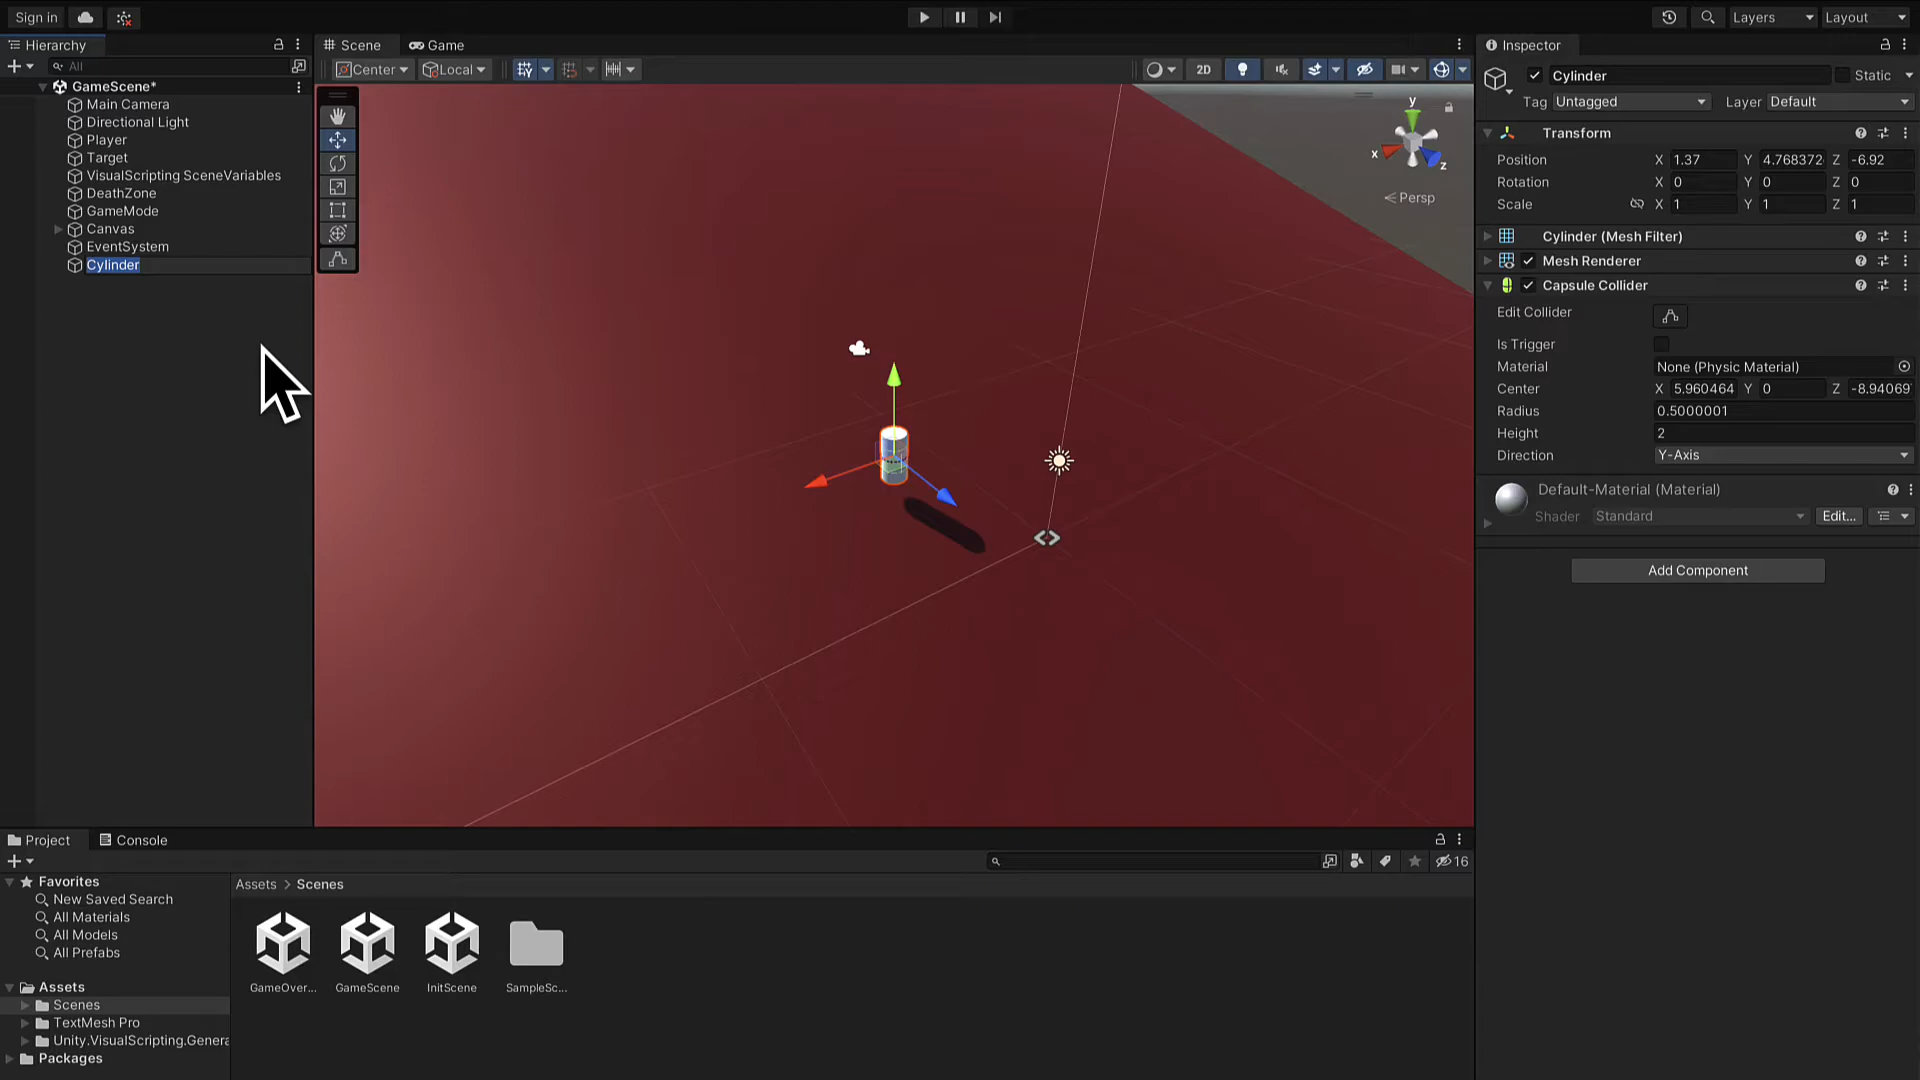 Sign in
Layers
Layout
Hierarchy
All
GameScene*
Main Camera
Directional Light
Player
Target
VisualScripting SceneVariables
DeathZone
GameMode
Canvas
EventSystem
Cylinder
Scene
Game
Center
Local
2D
y
x
z
Persp
Inspector
Cylinder
Static
Tag Untagged
Layer Default
Transform
Position X 1.37 Y 4.768372 Z -6.92
Rotation X 0 Y 0 Z 0
Scale X 1 Y 1 Z 1
Cylinder (Mesh Filter)
Mesh Renderer
Capsule Collider
Edit Collider
Is Trigger
Material None (Physic Material)
Center X 5.960464 Y 0 Z -8.94069
Radius 0.5000001
Height 2
Direction Y-Axis
Default-Material (Material)
Shader Standard
Edit...
Add Component
Project
Console
16
Favorites
New Saved Search
All Materials
All Models
All Prefabs
Assets
Scenes
TextMesh Pro
Unity.VisualScripting.Genera
Packages
Assets > Scenes
GameOver...
GameScene
InitScene
SampleSc...